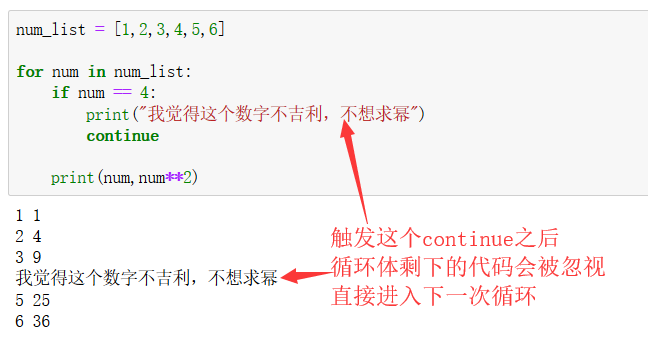 num_list = [1,2,3,4,5,6]
for num in num_list:
    if num == 4:
        print("我觉得这个数字不吉利，不想求幂")
        continue
    print(num,num**2)
1 1
2 4
3 9
我觉得这个数字不吉利，不想求幂
5 25
6 36
触发这个continue之后
循环体剩下的代码会被忽视
直接进入下一次循环